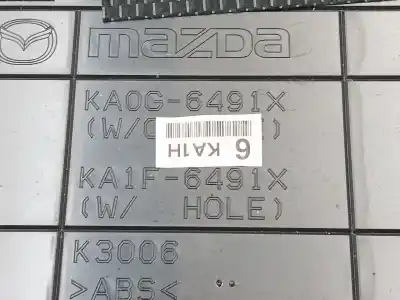 mazda
KA0G-6491X
(W/O
6 KA1H
KA1F-6491X
(W/ HOLE)
K3006
>ABS<